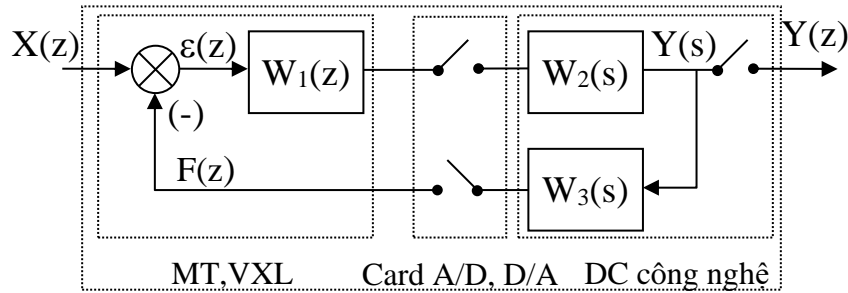 X(z)
ε(z)
W1(z)
W2(s)
Y(s)
Y(z)
(-)
F(z)
W3(s)
MT,VXL
Card A/D, D/A
DC công nghệ